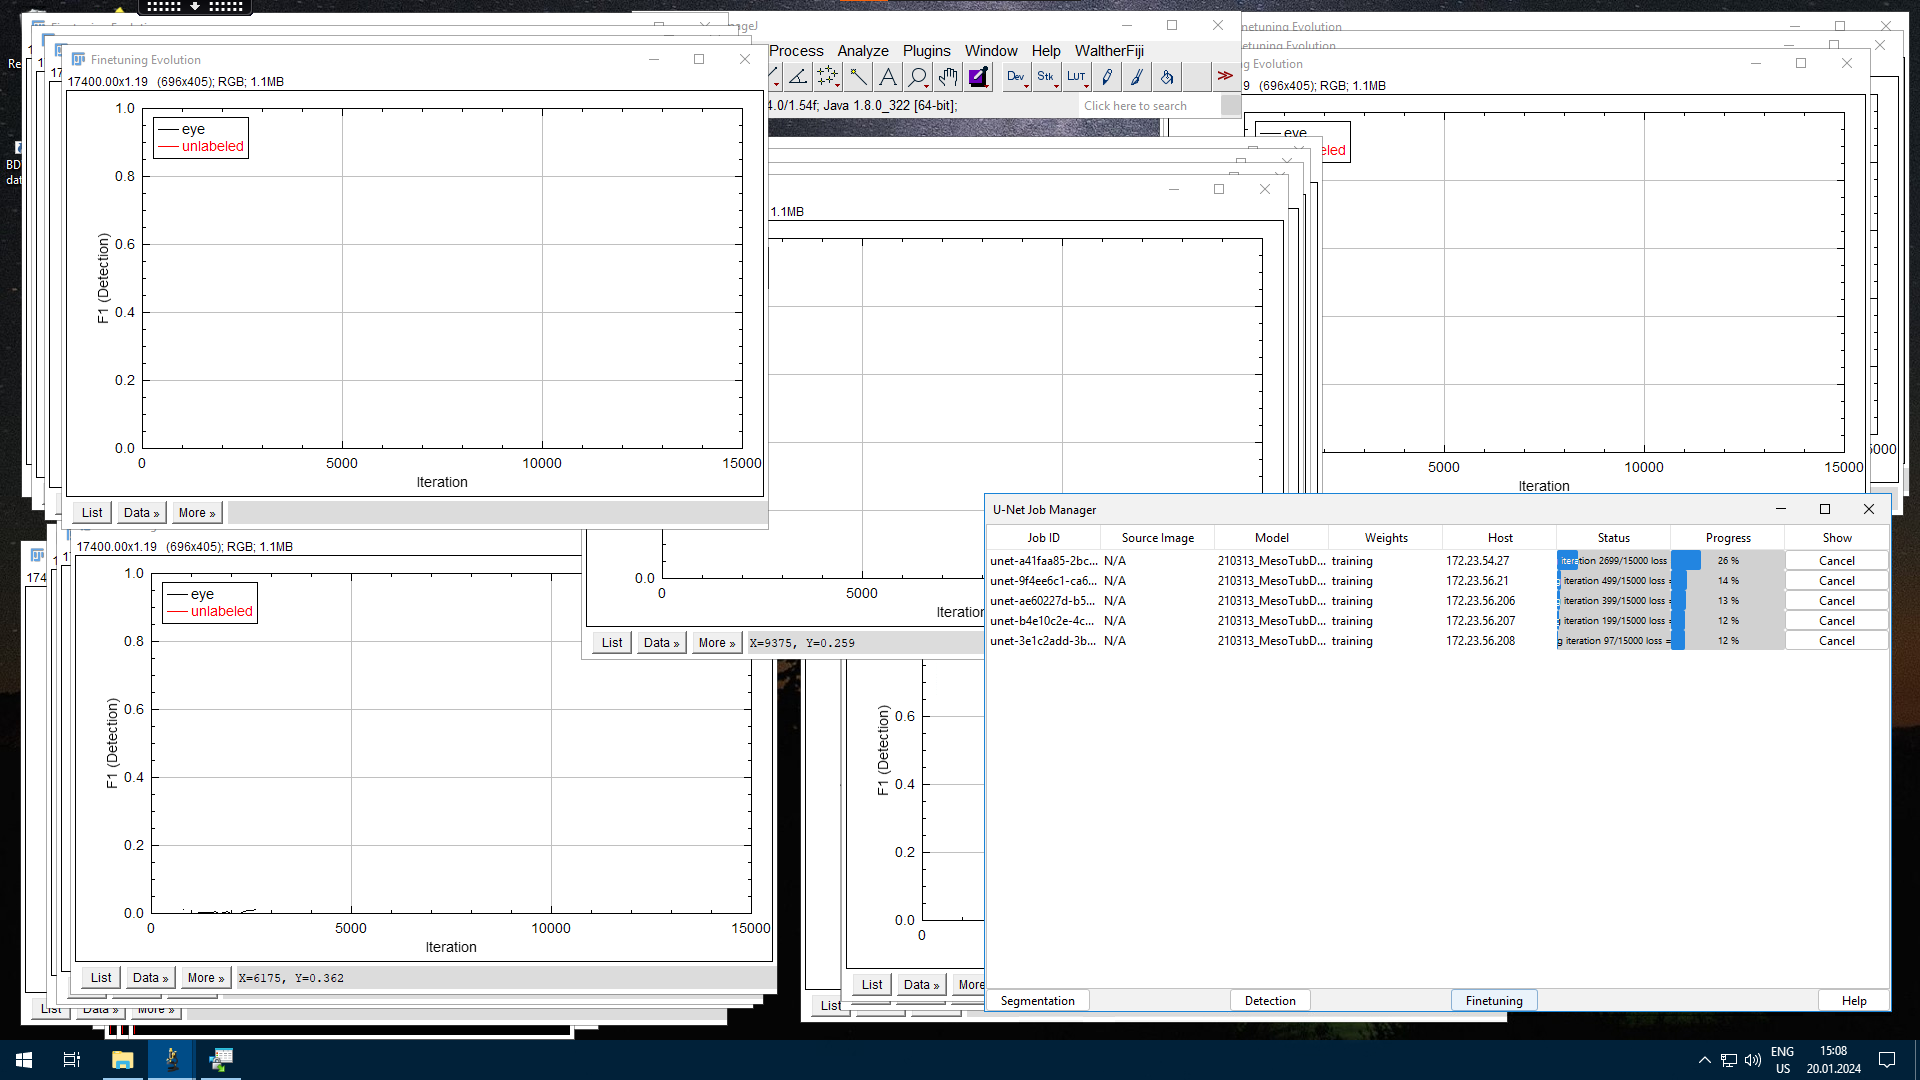 Finetuning Evolution
17400.00x1.19 (696x405); RGB; 1.1MB
1.0
0.8
0.6
0.4
0.2
0.0
F1 (Detection)
eye
unlabeled
0 5000 10000 15000
Iteration
List Data » More »
Process Analyze Plugins Window Help WaltherFiji
Dev Stk LUT >>
4.0/1.54f; Java 1.8.0_322 [64-bit];
Click here to search
netuning Evolution
etuning Evolution
g Evolution
9 (696x405); RGB; 1.1MB
eye
eled
5000 10000 15000
Iteration
1.1MB
0.0
0 5000
Iteration
List Data » More » X=9375, Y=0.259
17400.00x1.19 (696x405); RGB; 1.1MB
1.0
0.8
0.6
0.4
0.2
0.0
F1 (Detection)
eye
unlabeled
0 5000 10000 15000
Iteration
List Data » More » X=6175, Y=0.362
F1 (Detection)
0.6
0.4
0.2
0.0
0
List Data » More
List
U-Net Job Manager
Job ID Source Image Model Weights Host Status Progress Show
unet-a41faa85-2bc... N/A 210313_MesoTubD... training 172.23.54.27 iteration 2699/15000 loss 26 % Cancel
unet-9f4ee6c1-ca6... N/A 210313_MesoTubD... training 172.23.56.21 iteration 499/15000 loss = 14 % Cancel
unet-ae60227d-b5... N/A 210313_MesoTubD... training 172.23.56.206 iteration 399/15000 loss = 13 % Cancel
unet-b4e10c2e-4c... N/A 210313_MesoTubD... training 172.23.56.207 iteration 199/15000 loss = 12 % Cancel
unet-3e1c2add-3b... N/A 210313_MesoTubD... training 172.23.56.208 g iteration 97/15000 loss = 12 % Cancel
Segmentation Detection Finetuning Help
ENG
US
15:08
20.01.2024